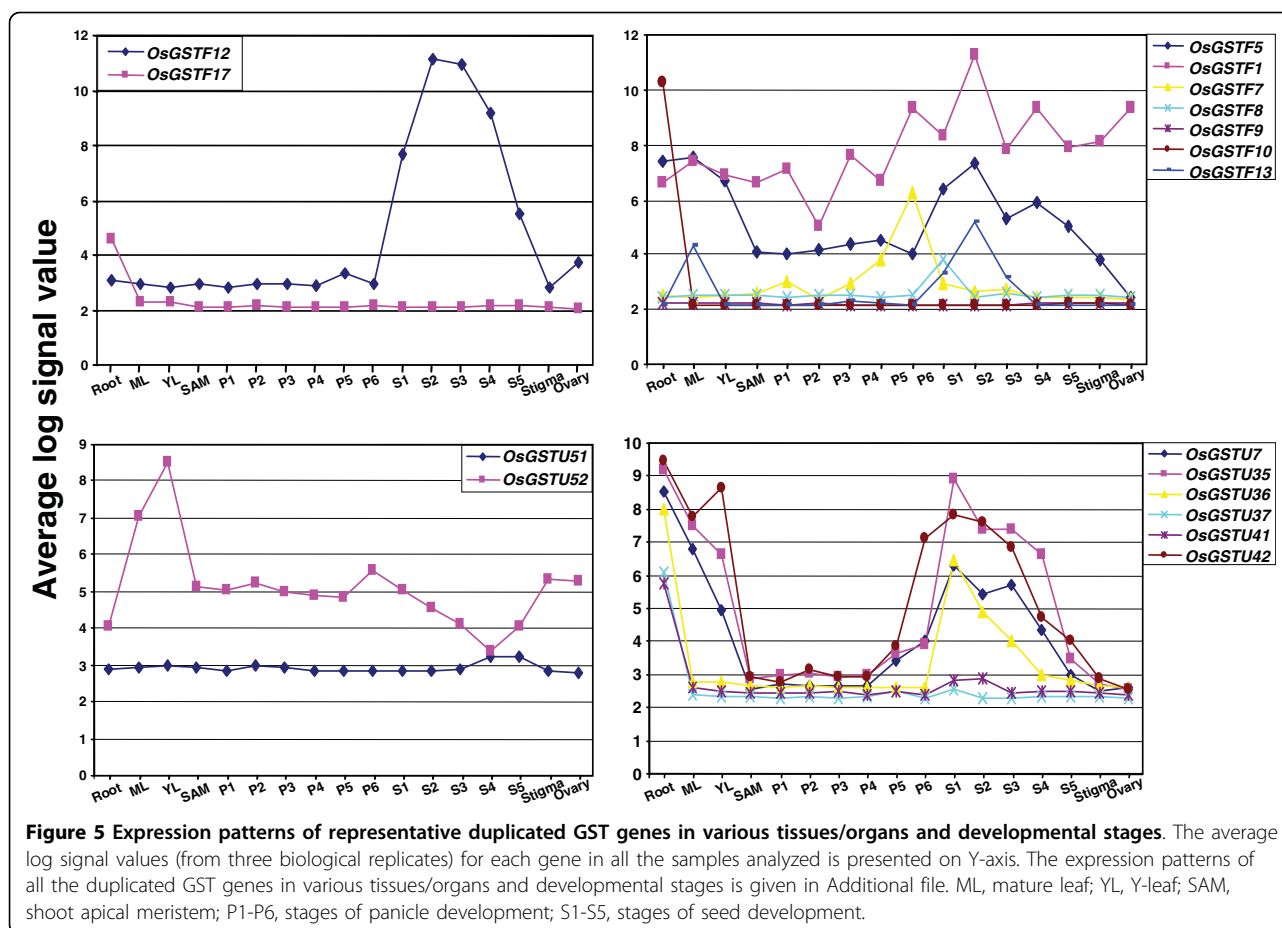 Average log signal value
12
10
8
6
4
2
0
OsGSTF12
OsGSTF17
Root ML YL SAM P1 P2 P3 P4 P5 P6 S1 S2 S3 S4 S5 Stigma Ovary
12
10
8
6
4
2
0
OsGSTF5
OsGSTF1
OsGSTF7
OsGSTF8
OsGSTF9
OsGSTF10
OsGSTF13
Root ML YL SAM P1 P2 P3 P4 P5 P6 S1 S2 S3 S4 S5 Stigma Ovary
9
8
7
6
5
4
3
2
1
0
OsGSTU51
OsGSTU52
Root ML YL SAM P1 P2 P3 P4 P5 P6 S1 S2 S3 S4 S5 Stigma Ovary
10
9
8
7
6
5
4
3
2
1
0
OsGSTU7
OsGSTU35
OsGSTU36
OsGSTU37
OsGSTU41
OsGSTU42
Root ML YL SAM P1 P2 P3 P4 P5 P6 S1 S2 S3 S4 S5 Stigma Ovary
Figure 5 Expression patterns of representative duplicated GST genes in various tissues/organs and developmental stages. The average
log signal values (from three biological replicates) for each gene in all the samples analyzed is presented on Y-axis. The expression patterns of
all the duplicated GST genes in various tissues/organs and developmental stages is given in Additional file. ML, mature leaf; YL, Y-leaf; SAM,
shoot apical meristem; P1-P6, stages of panicle development; S1-S5, stages of seed development.